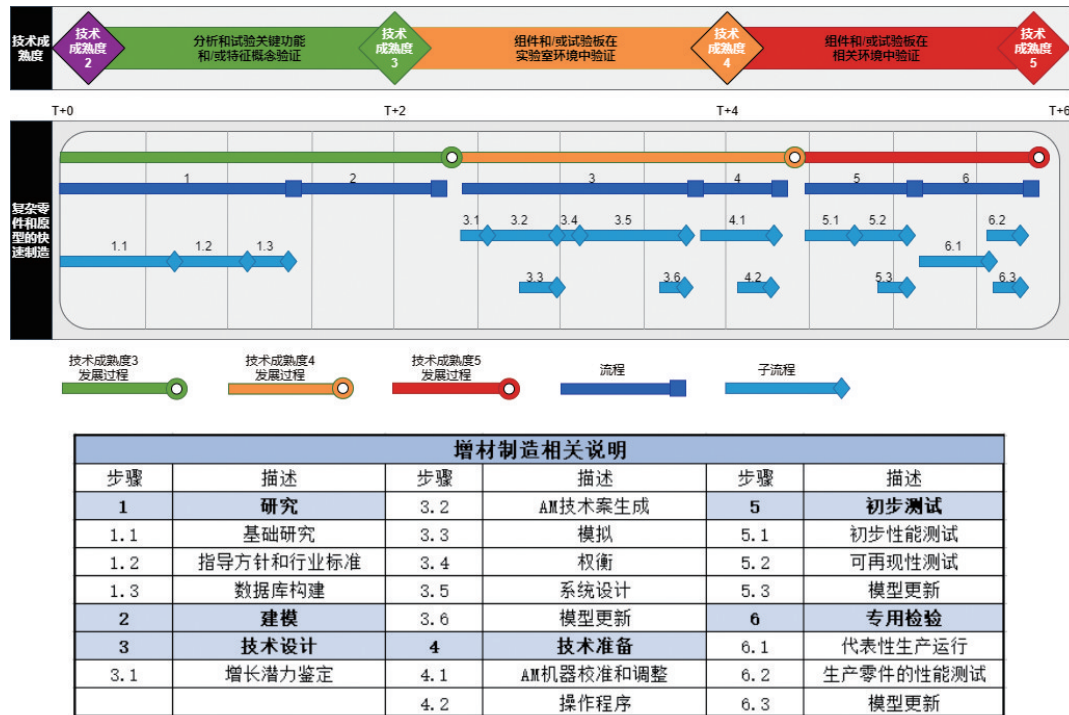 技术成
熟度
技术
成熟度
2
分析和试验关键功能
和/或特征概念验证
技术
成熟度
3
组件和/或试验板在
实验室环境中验证
技术
成熟度
4
组件和/或试验板在
相关环境中验证
技术
成熟度
5
T+0 T+2 T+4 T+6
复杂零
件和原
型的快
速制造
1 2 3 4 5 6
3.1 3.2 3.4 3.5 4.1 5.1 5.2 6.2
1.1 1.2 1.3 6.1
3.3 3.6 4.2 5.3 6.3
技术成熟度3
发展过程
技术成熟度4
发展过程
技术成熟度5
发展过程
流程
子流程
增材制造相关说明
步骤 描述 步骤 描述 步骤 描述
1 研究 3.2 AM技术案生成 5 初步测试
1.1 基础研究 3.3 模拟 5.1 初步性能测试
1.2 指导方针和行业标准 3.4 权衡 5.2 可再现性测试
1.3 数据库构建 3.5 系统设计 5.3 模型更新
2 建模 3.6 模型更新 6 专用检验
3 技术设计 4 技术准备 6.1 代表性生产运行
3.1 增长潜力鉴定 4.1 AM机器校准和调整 6.2 生产零件的性能测试
4.2 操作程序 6.3 模型更新